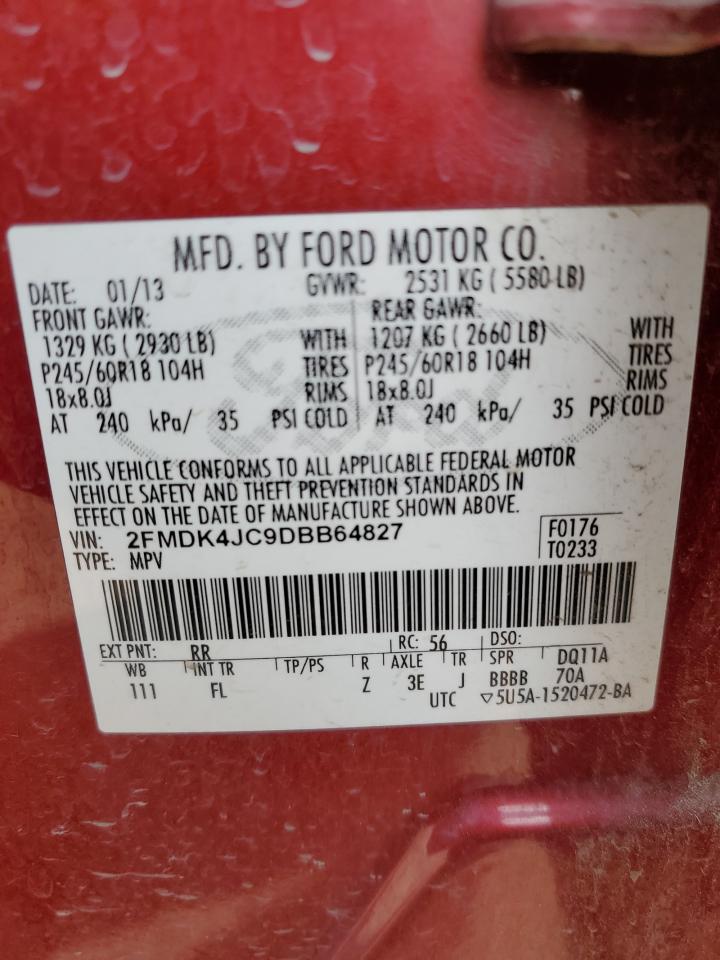 MFD. BY FORD MOTOR CO.
DATE: 01/13 GVWR: 2531 KG ( 5580 LB)
FRONT GAWR: REAR GAWR:
1329 KG ( 2930 LB) WITH 1207 KG ( 2660 LB) WITH
P245/60R18 104H TIRES P245/60R18 104H TIRES
18x8.0J RIMS 18x8.0J RIMS
AT 240 kPa/ 35 PSI COLD AT 240 kPa/ 35 PSI COLD
THIS VEHICLE CONFORMS TO ALL APPLICABLE FEDERAL MOTOR
VEHICLE SAFETY AND THEFT PREVENTION STANDARDS IN
EFFECT ON THE DATE OF MANUFACTURE SHOWN ABOVE.
VIN: 2FMDK4JC9DBB64827 F0176
TYPE: MPV T0233
EXT PNT: RR RC: 56 DSO:
WB INT TR TP/PS R AXLE TR SPR DQ11A
111 FL Z 3E J BBBB 70A
UTC ▽5U5A-1520472-BA